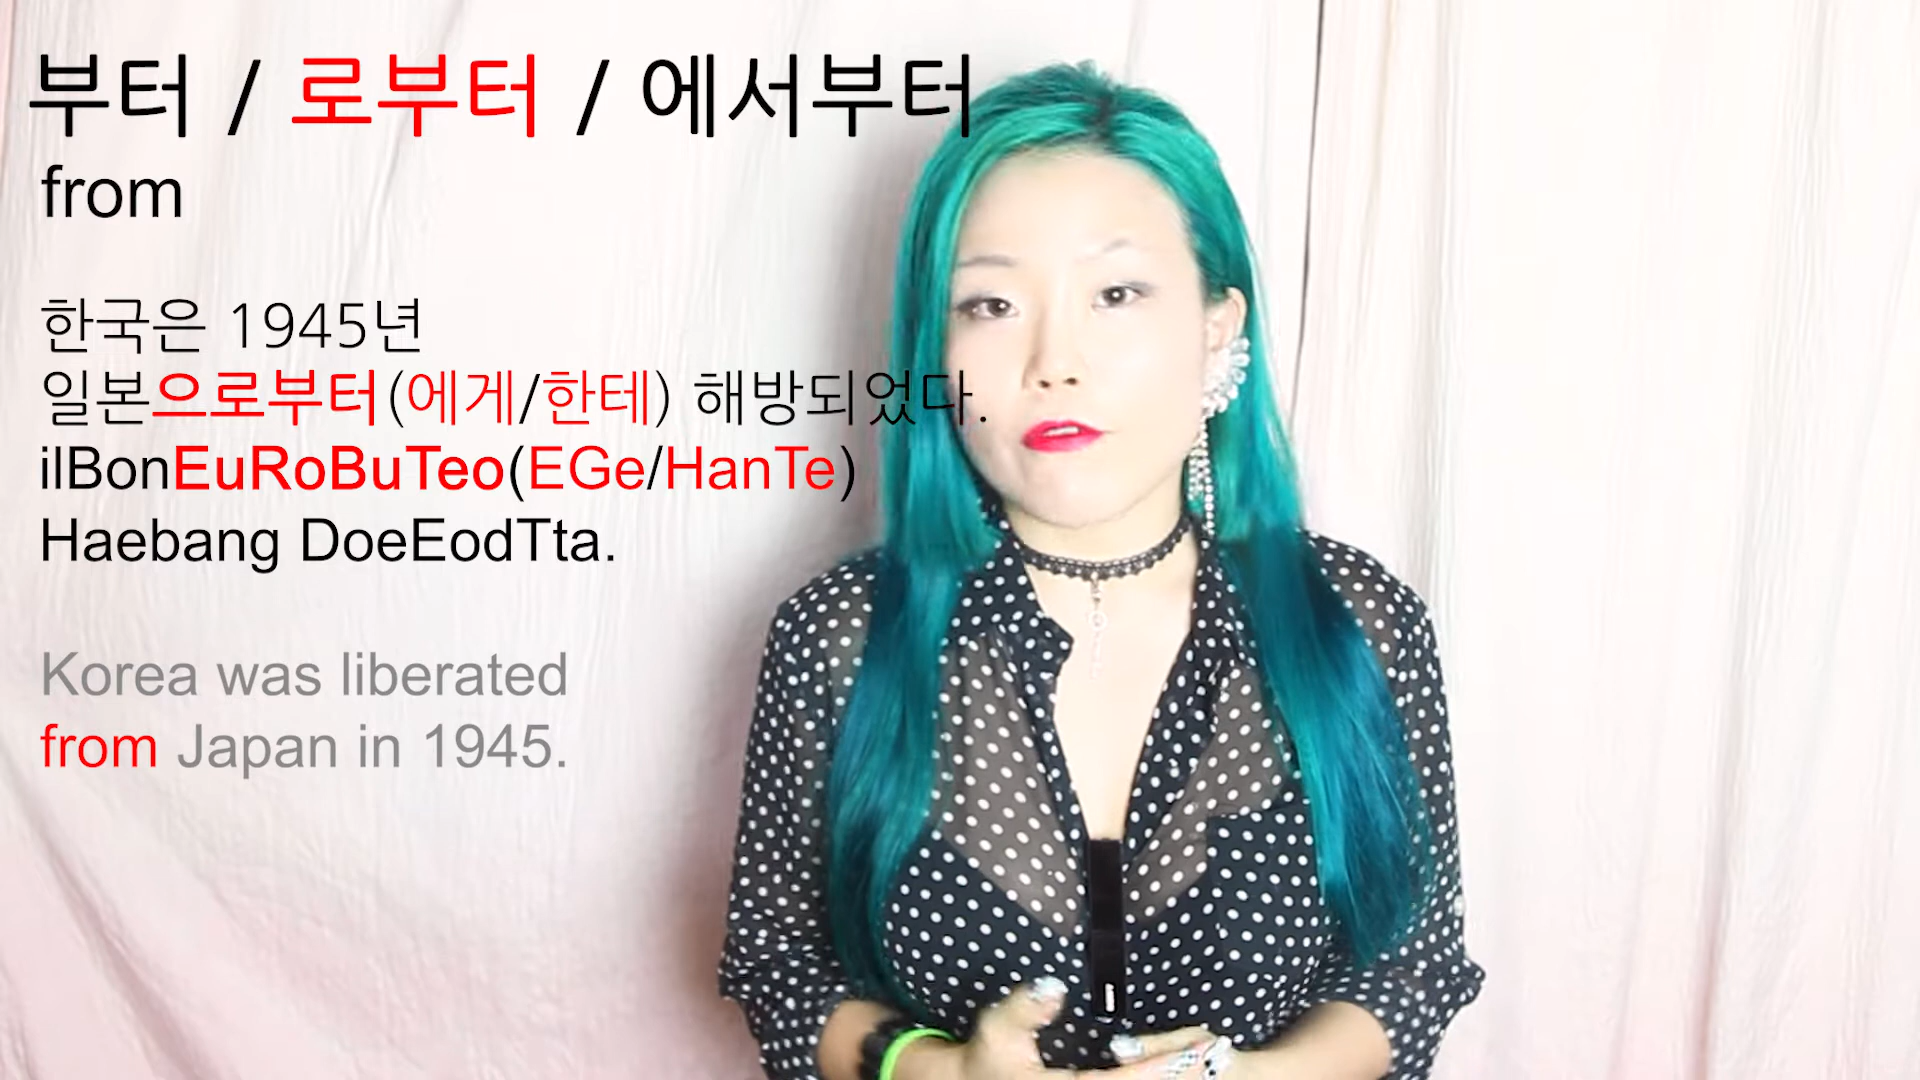 부터 / 로부터 / 에서부터
from
한국은 1945년
일본으로부터(에게/한테) 해방되었다.
ilBonEuRoBuTeo(EGe/HanTe)
Haebang DoeEodTta.
Korea was liberated
from Japan in 1945.